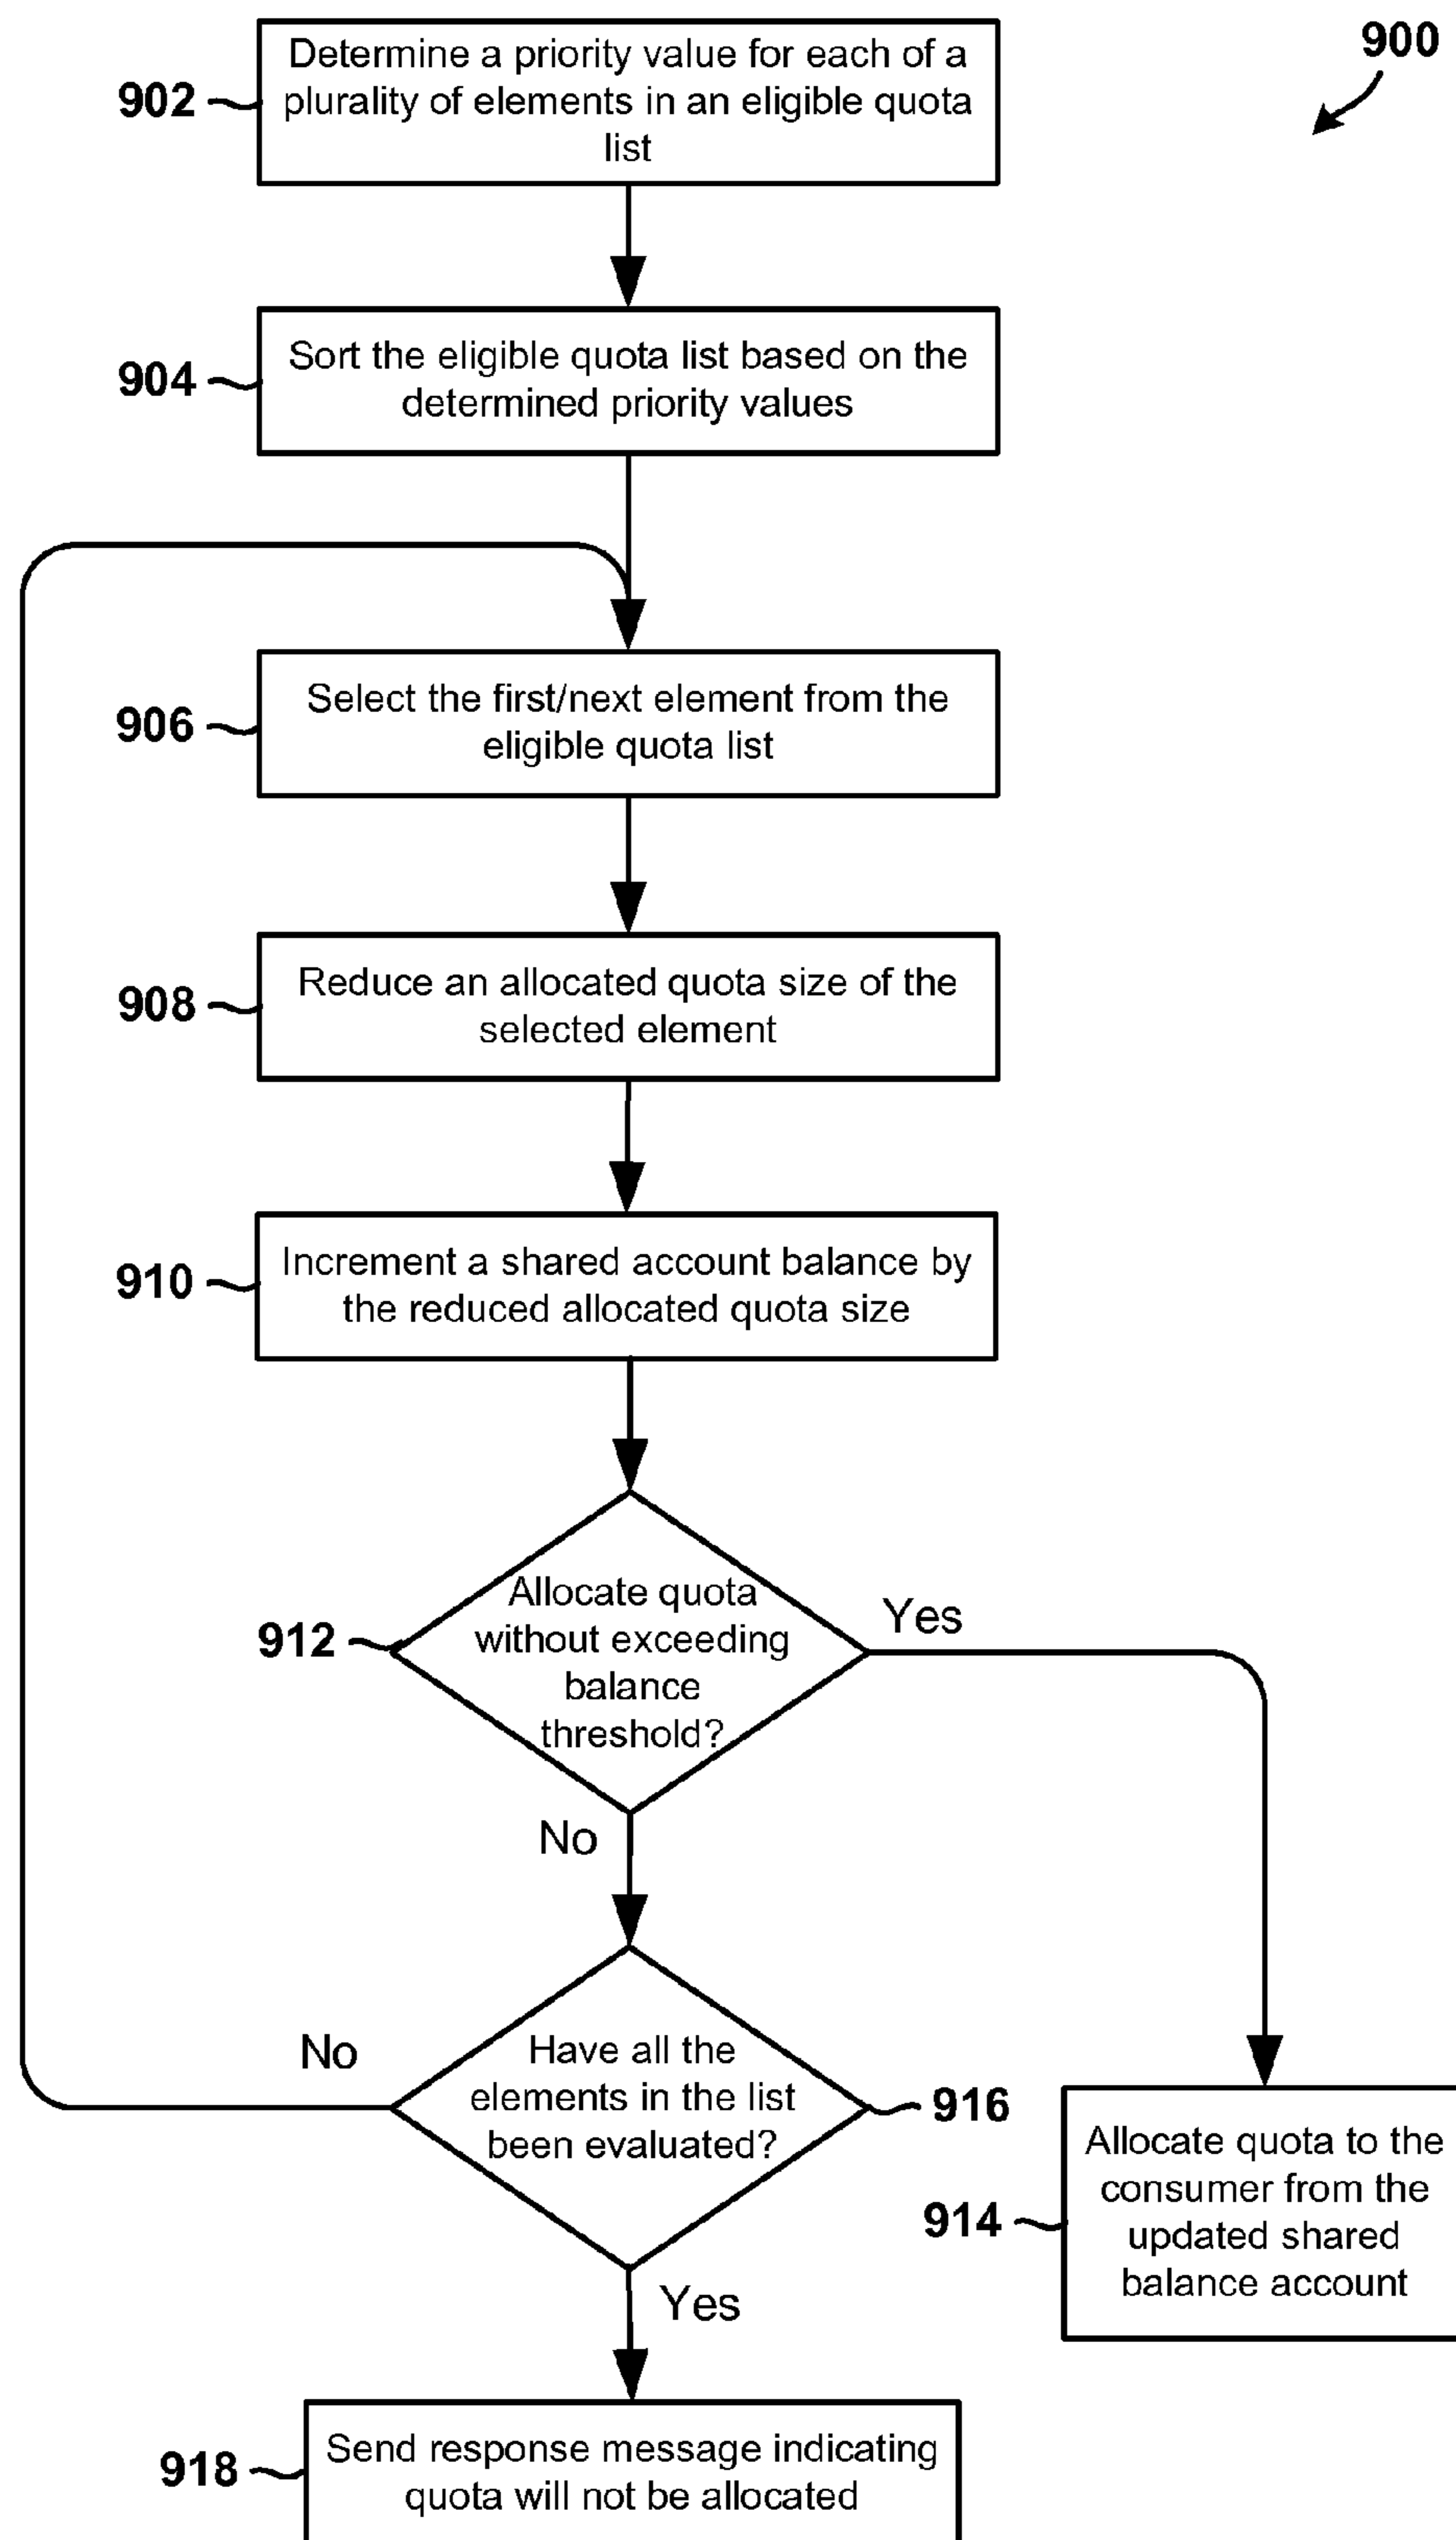 900
902
Determine a priority value for each of a
plurality of elements in an eligible quota
list
904
Sort the eligible quota list based on the
determined priority values
906
Select the first/next element from the
eligible quota list
908
Reduce an allocated quota size of the
selected element
910
Increment a shared account balance by
the reduced allocated quota size
912
Allocate quota
without exceeding
balance
threshold?
Yes
No
916
Have all the
elements in the list
been evaluated?
No
Yes
914
Allocate quota to the
consumer from the
updated shared
balance account
918
Send response message indicating
quota will not be allocated